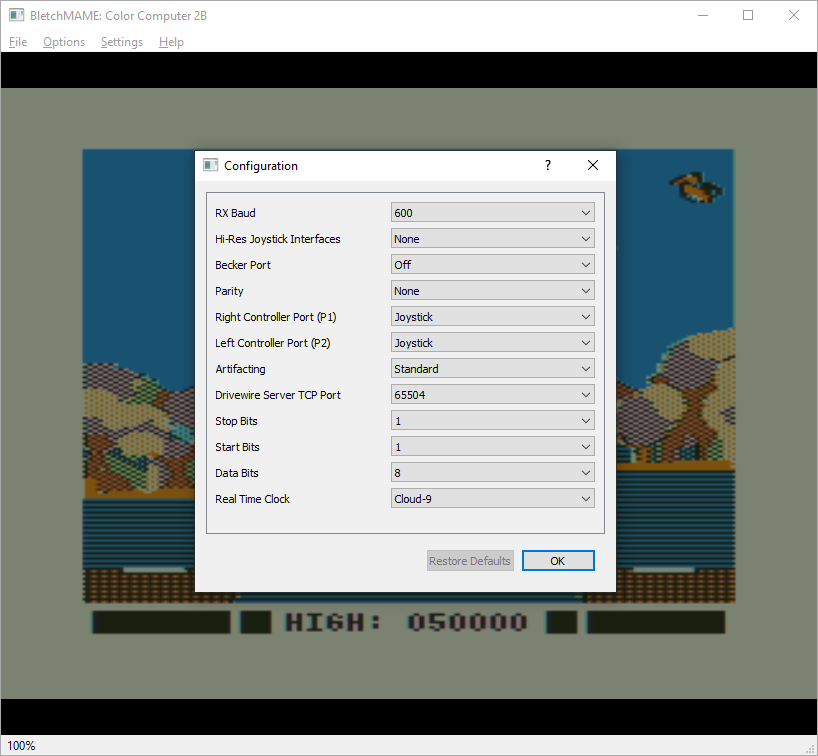 BletchMAME: Color Computer 2B
File Options Settings Help
Configuration ?
RX Baud 600
Hi-Res Joystick Interfaces None
Becker Port Off
Parity None
Right Controller Port (P1) Joystick
Left Controller Port (P2) Joystick
Artifacting Standard
Drivewire Server TCP Port 65504
Stop Bits 1
Start Bits 1
Data Bits 8
Real Time Clock Cloud-9
Restore Defaults OK
HIGH: 050000
100%